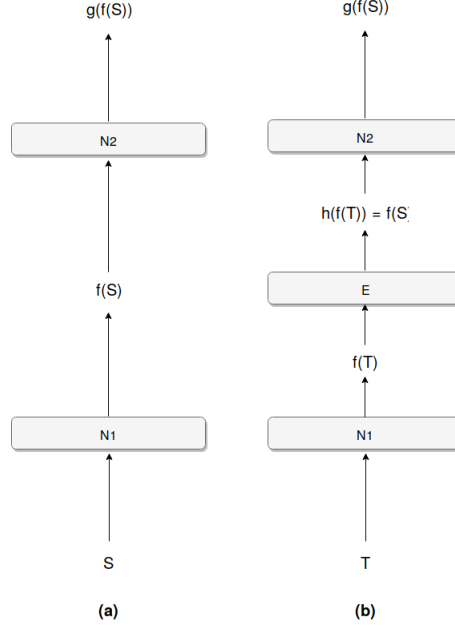 g(f(S))
N2
f(S)
N1
S
(a)
g(f(S))
N2
h(f(T)) = f(S)
E
f(T)
N1
T
(b)